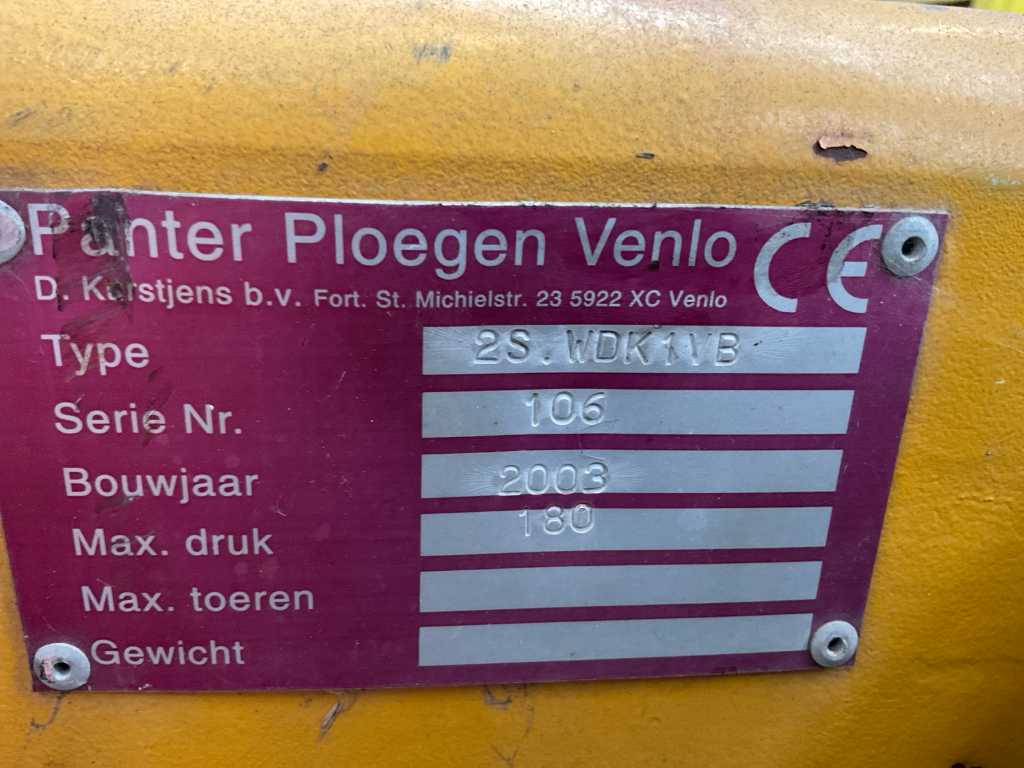 Panter Ploegen Venlo CE
D. Karstjens b.v. Fort. St. Michielstr. 23 5922 XC Venlo
Type 2S.WDK1VB
Serie Nr. 106
Bouwjaar 2003
Max. druk 180
Max. toeren
Gewicht